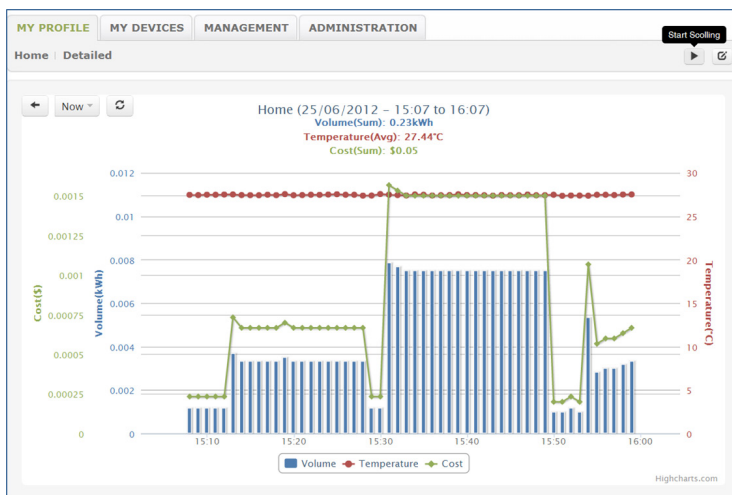 MY PROFILE MY DEVICES MANAGEMENT ADMINISTRATION
Start Scolling
Home | Detailed
Now
Home (25/06/2012 - 15:07 to 16:07)
Volume(Sum): 0.23kWh
Temperature(Avg): 27.44°C
Cost(Sum): $0.05
Cost($)
0.0015
0.00125
0.001
0.00075
0.0005
0.00025
0
Volume(kWh)
0.012
0.01
0.008
0.006
0.004
0.002
0
30
25
20
15
10
5
0
Temperature(°C)
15:10 15:20 15:30 15:40 15:50 16:00
Volume Temperature Cost
Highcharts.com